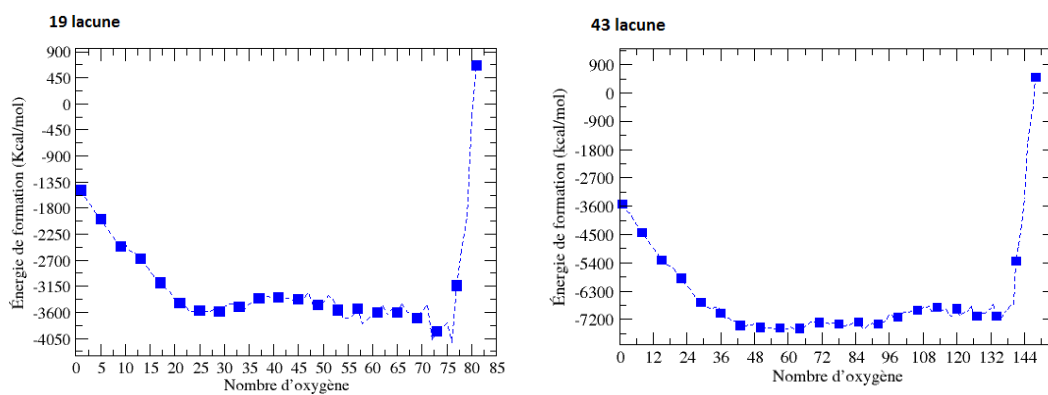 19 lacune
43 lacune
900
450
0
-450
-900
-1350
-1800
-2250
-2700
-3150
-3600
-4050
Énergie de formation (Kcal/mol)
0 5 10 15 20 25 30 35 40 45 50 55 60 65 70 75 80 85
Nombre d'oxygène
900
0
-900
-1800
-2700
-3600
-4500
-5400
-6300
-7200
Énergie de formation (kcal/mol)
0 12 24 36 48 60 72 84 96 108 120 132 144
Nombre d'oxygène